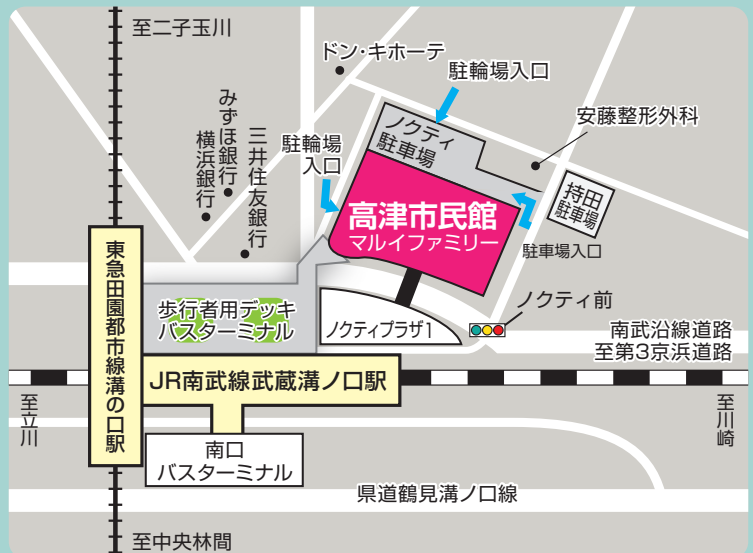 至二子玉川
ドン・キホーテ
駐輪場入口
安藤整形外科
みずほ銀行
横浜銀行
三井住友銀行
駐輪場
入口
ノクティ
駐車場
持田
駐車場
高津市民館
マルイファミリー
駐車場入口
東急田園都市線溝の口駅
歩行者用デッキ
バスターミナル
ノクティプラザ1
ノクティ前
南武沿線道路
至第3京浜道路
JR南武線武蔵溝ノ口駅
至立川
至川崎
南口
バスターミナル
県道鶴見溝ノ口線
至中央林間